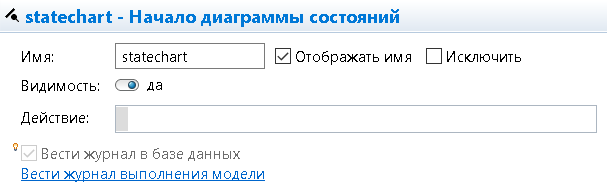 statechart - Начало диаграммы состояний
Имя: statechart Отображать имя Исключить
Видимость: да
Действие:
Вести журнал в базе данных
Вести журнал выполнения модели